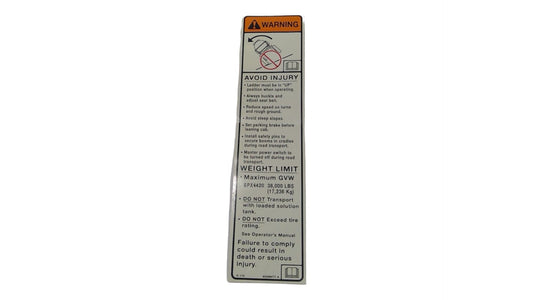 WARNING
AVOID INJURY
• Ladder must be in "UP"
position when operating.
• Always buckle and
adjust seat belt.
• Reduce speed on turns
and rough ground.
• Avoid steep slopes.
• Set parking brake before
leaving cab.
• Install safety pins to
secure booms in cradles
during road transport.
• Master power switch to
be turned off during road
transport.
WEIGHT LIMIT
• Maximum GVW
SPX4420 38,000 LBS
(17,236 Kg)
• DO NOT Transport
with loaded solution
tank.
• DO NOT Exceed tire
rating.
See Operator's Manual
Failure to comply
could result in
death or serious
injury.